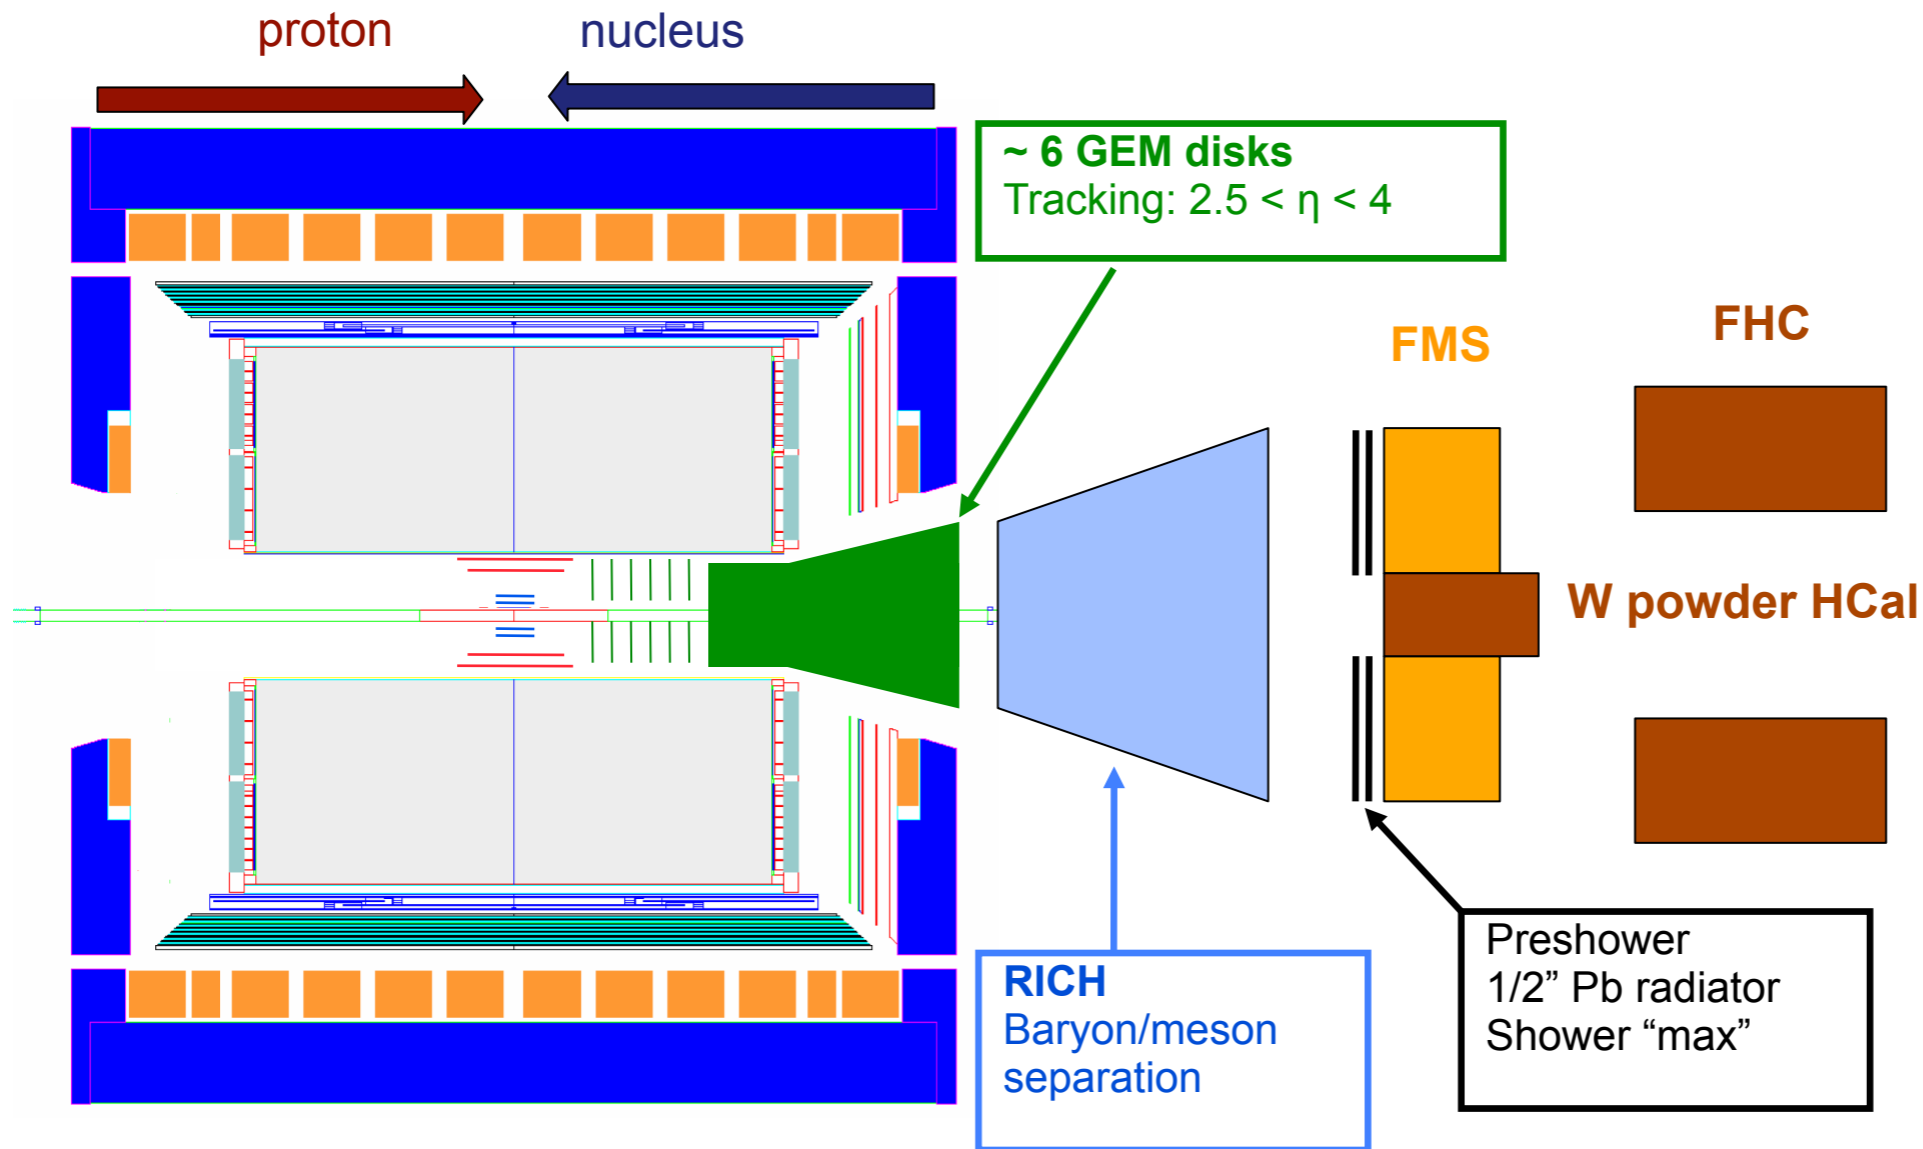 proton
nucleus
~ 6 GEM disks
Tracking: 2.5 < η < 4
FMS
FHC
W powder HCal
RICH
Baryon/meson
separation
Preshower
1/2” Pb radiator
Shower “max”